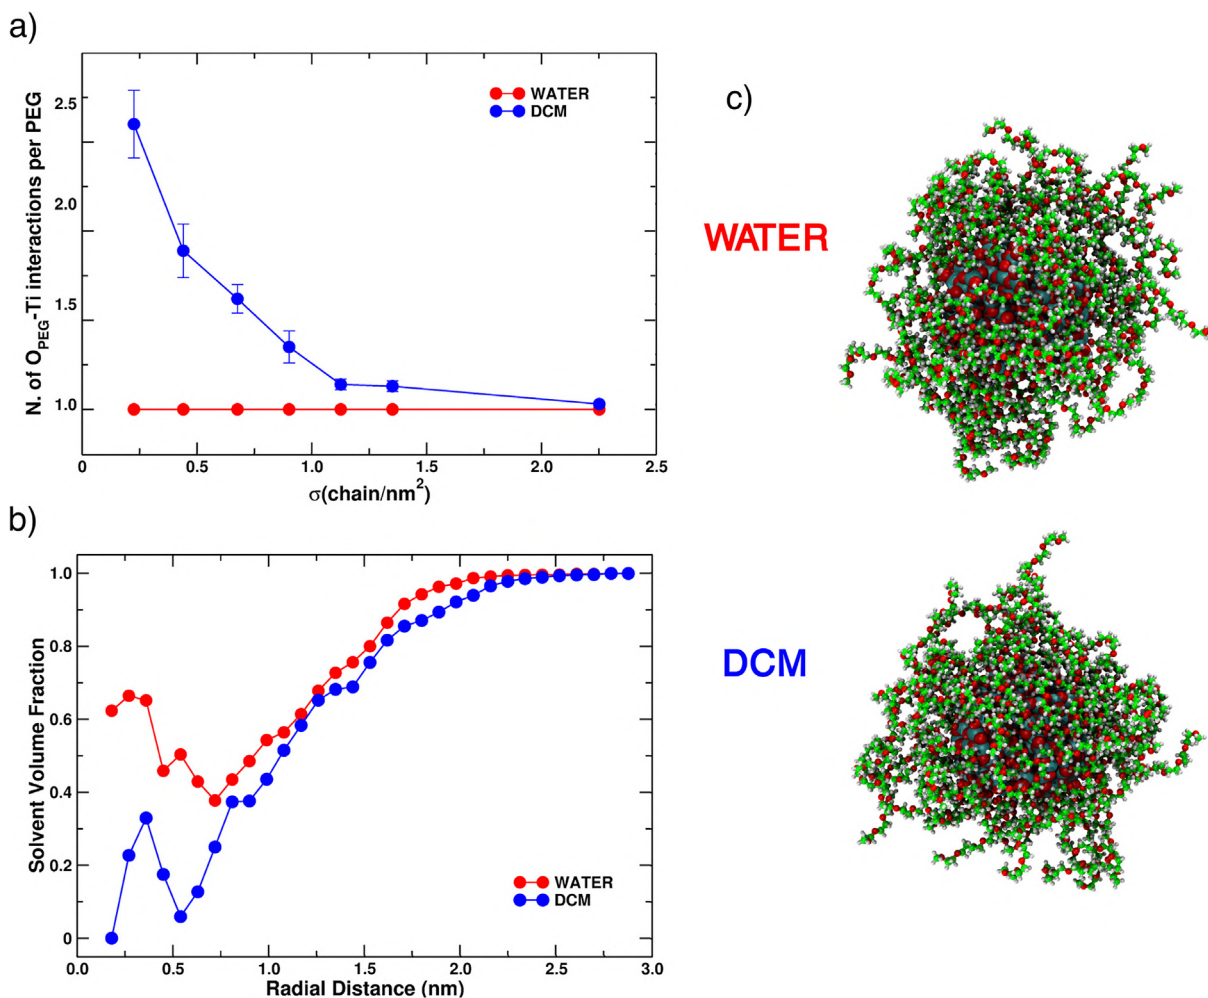 a)
N. of O_PEG-Ti interactions per PEG
2.5
2.0
1.5
1.0
WATER
DCM
0 0.5 1.0 1.5 2.0 2.5
σ(chain/nm²)
b)
Solvent Volume Fraction
1.0
0.8
0.6
0.4
0.2
0
WATER
DCM
0.0 0.5 1.0 1.5 2.0 2.5 3.0
Radial Distance (nm)
c)
WATER
DCM